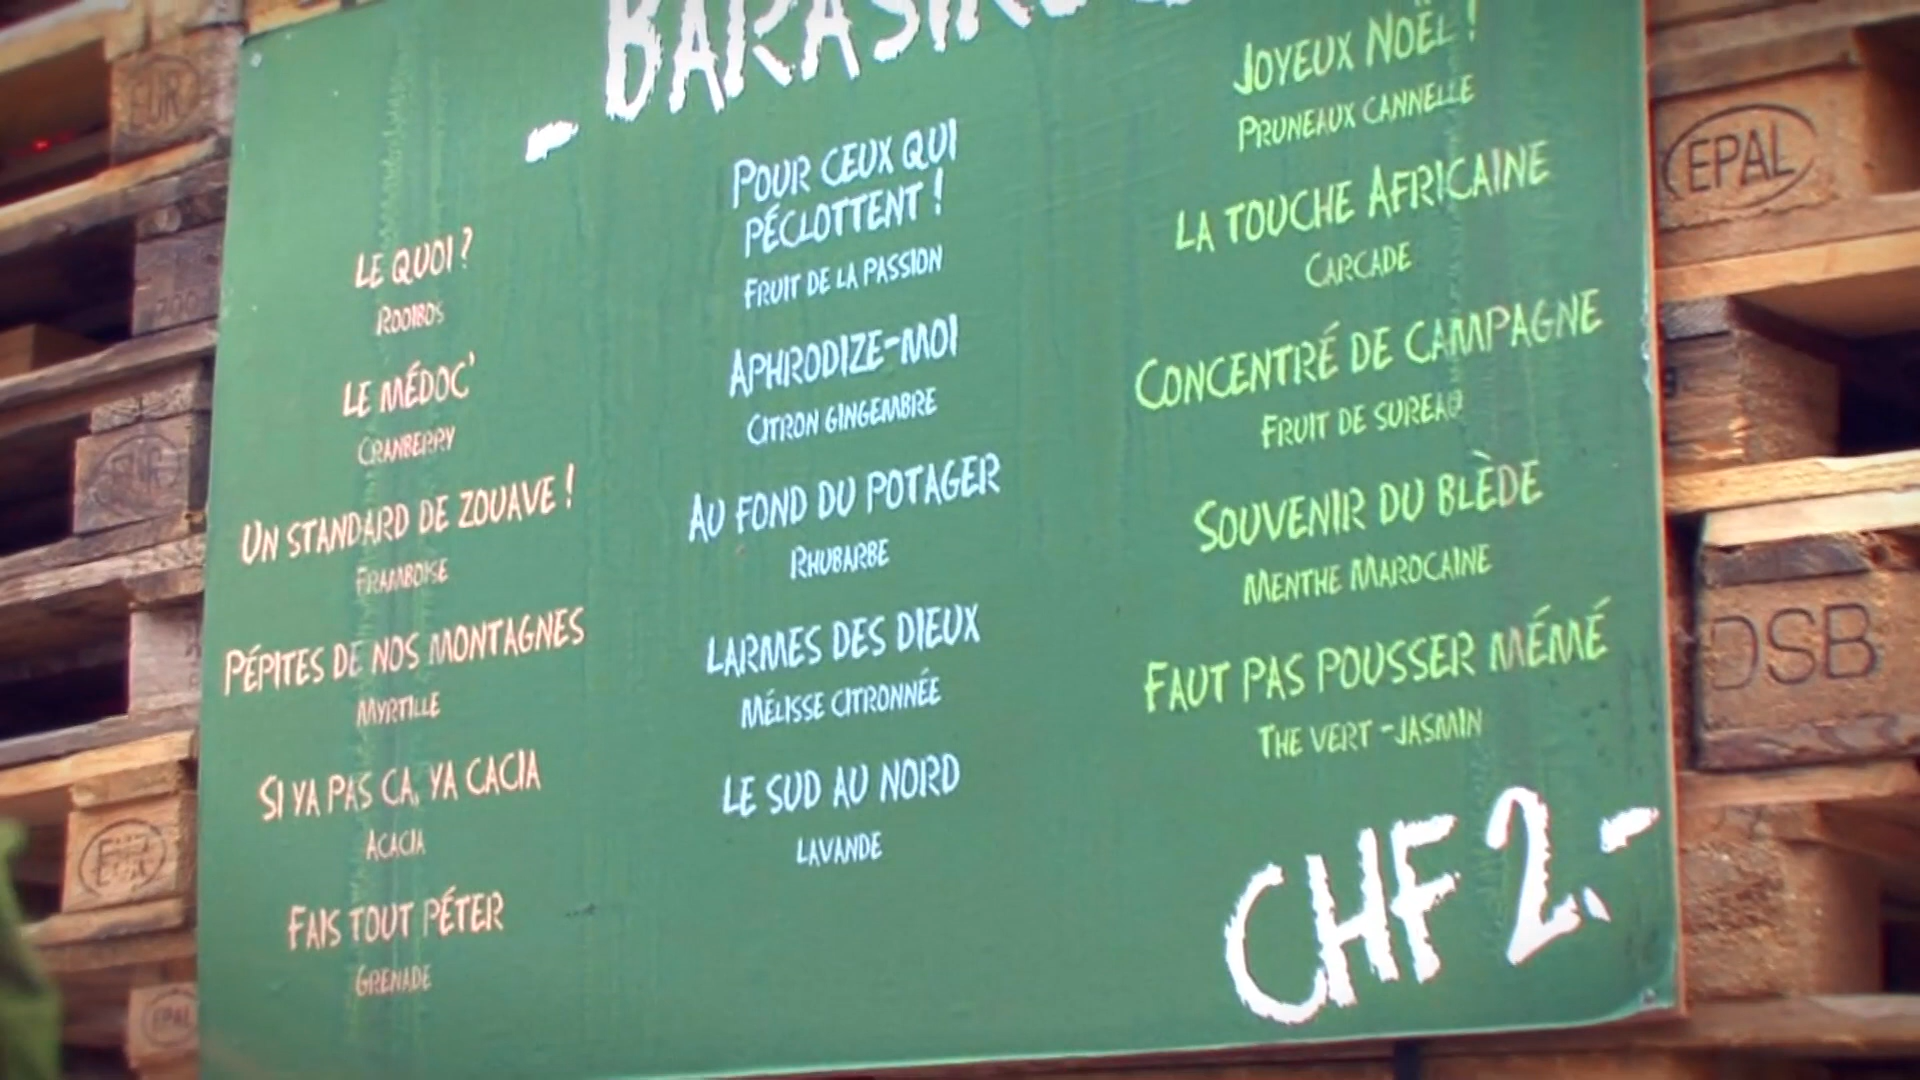 LE QUOI ?
ROOIBOS
LE MÉDOC'
CRANBERRY
UN STANDARD DE ZOUAVE !
FRAMBOISE
PÉPITES DE NOS MONTAGNES
MYRTILLE
SI YA PAS CA, YA CACIA
ACACIA
FAIS TOUT PÉTER
GRENADE
POUR CEUX QUI
PÉCLOTTENT !
FRUIT DE LA PASSION
APHRODIZE-MOI
CITRON GINGEMBRE
AU FOND DU POTAGER
RHUBARBE
LARMES DES DIEUX
MÉLISSE CITRONNÉE
LE SUD AU NORD
LAVANDE
JOYEUX NOËL !
PRUNEAUX CANNELLE
LA TOUCHE AFRICAINE
CARCADE
CONCENTRÉ DE CAMPAGNE
FRUIT DE SUREAU
SOUVENIR DU BLÈDE
MENTHE MAROCAINE
FAUT PAS POUSSER MÉMÉ
THE VERT -JASMIN
CHF 2.-
EPAL
DSB
EUR